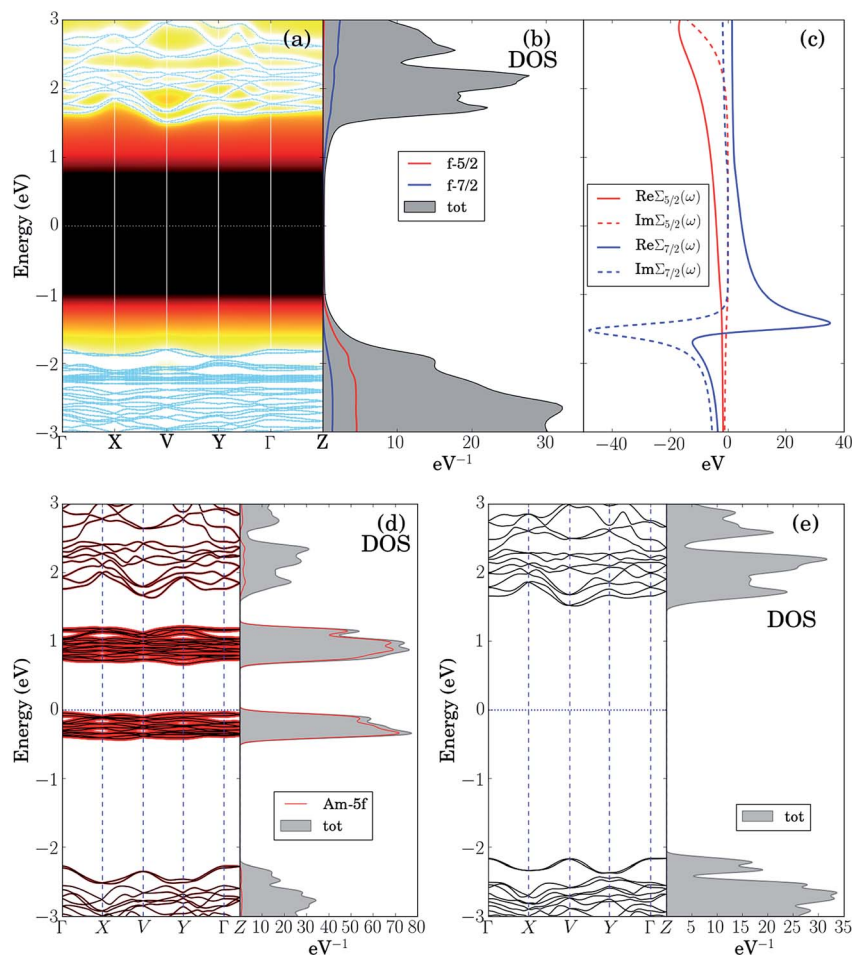 3
2
1
0
−1
−2
−3
Energy (eV)
Γ
X
V
Y
Γ
Z
(a)
(b)
DOS
f-5/2
f-7/2
tot
10
20
30
eV⁻¹
(c)
ReΣ5/2(ω)
ImΣ5/2(ω)
ReΣ7/2(ω)
ImΣ7/2(ω)
−40
−20
0
20
40
eV
3
2
1
0
−1
−2
−3
Energy (eV)
Γ
X
V
Y
Γ
Z
(d)
DOS
Am-5f
tot
10 20 30 40 50 60 70 80
eV⁻¹
3
2
1
0
−1
−2
−3
Energy (eV)
Γ
X
V
Y
Γ
Z
(e)
DOS
tot
5 10 15 20 25 30 35
eV⁻¹